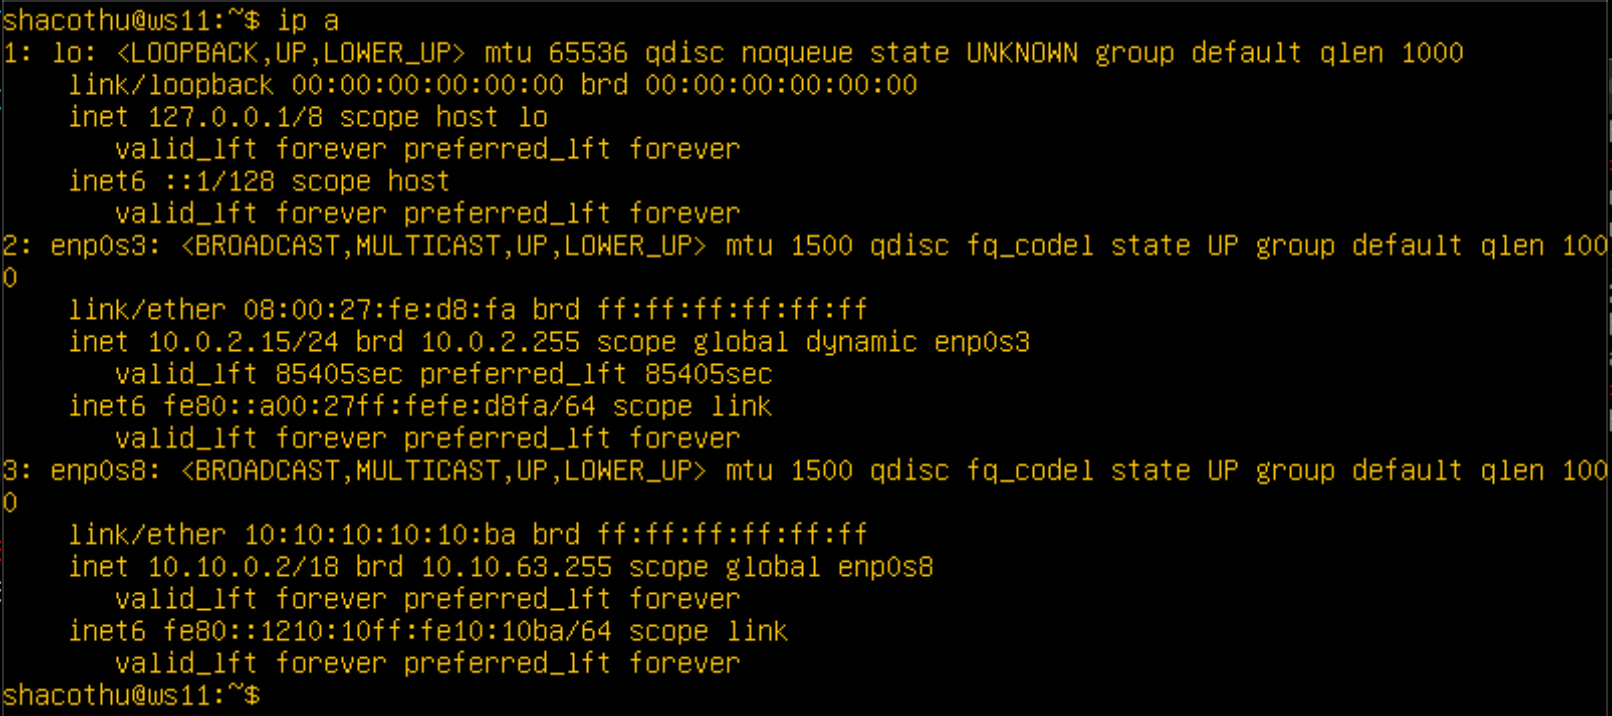 shacothu@ws11:~$ ip a
1: lo: <LOOPBACK,UP,LOWER_UP> mtu 65536 qdisc noqueue state UNKNOWN group default qlen 1000
    link/loopback 00:00:00:00:00:00 brd 00:00:00:00:00:00
    inet 127.0.0.1/8 scope host lo
       valid_lft forever preferred_lft forever
    inet6 ::1/128 scope host
       valid_lft forever preferred_lft forever
2: enp0s3: <BROADCAST,MULTICAST,UP,LOWER_UP> mtu 1500 qdisc fq_codel state UP group default qlen 100
0
    link/ether 08:00:27:fe:d8:fa brd ff:ff:ff:ff:ff:ff
    inet 10.0.2.15/24 brd 10.0.2.255 scope global dynamic enp0s3
       valid_lft 85405sec preferred_lft 85405sec
    inet6 fe80::a00:27ff:fefe:d8fa/64 scope link
       valid_lft forever preferred_lft forever
3: enp0s8: <BROADCAST,MULTICAST,UP,LOWER_UP> mtu 1500 qdisc fq_codel state UP group default qlen 100
0
    link/ether 10:10:10:10:10:ba brd ff:ff:ff:ff:ff:ff
    inet 10.10.0.2/18 brd 10.10.63.255 scope global enp0s8
       valid_lft forever preferred_lft forever
    inet6 fe80::1210:10ff:fe10:10ba/64 scope link
       valid_lft forever preferred_lft forever
shacothu@ws11:~$